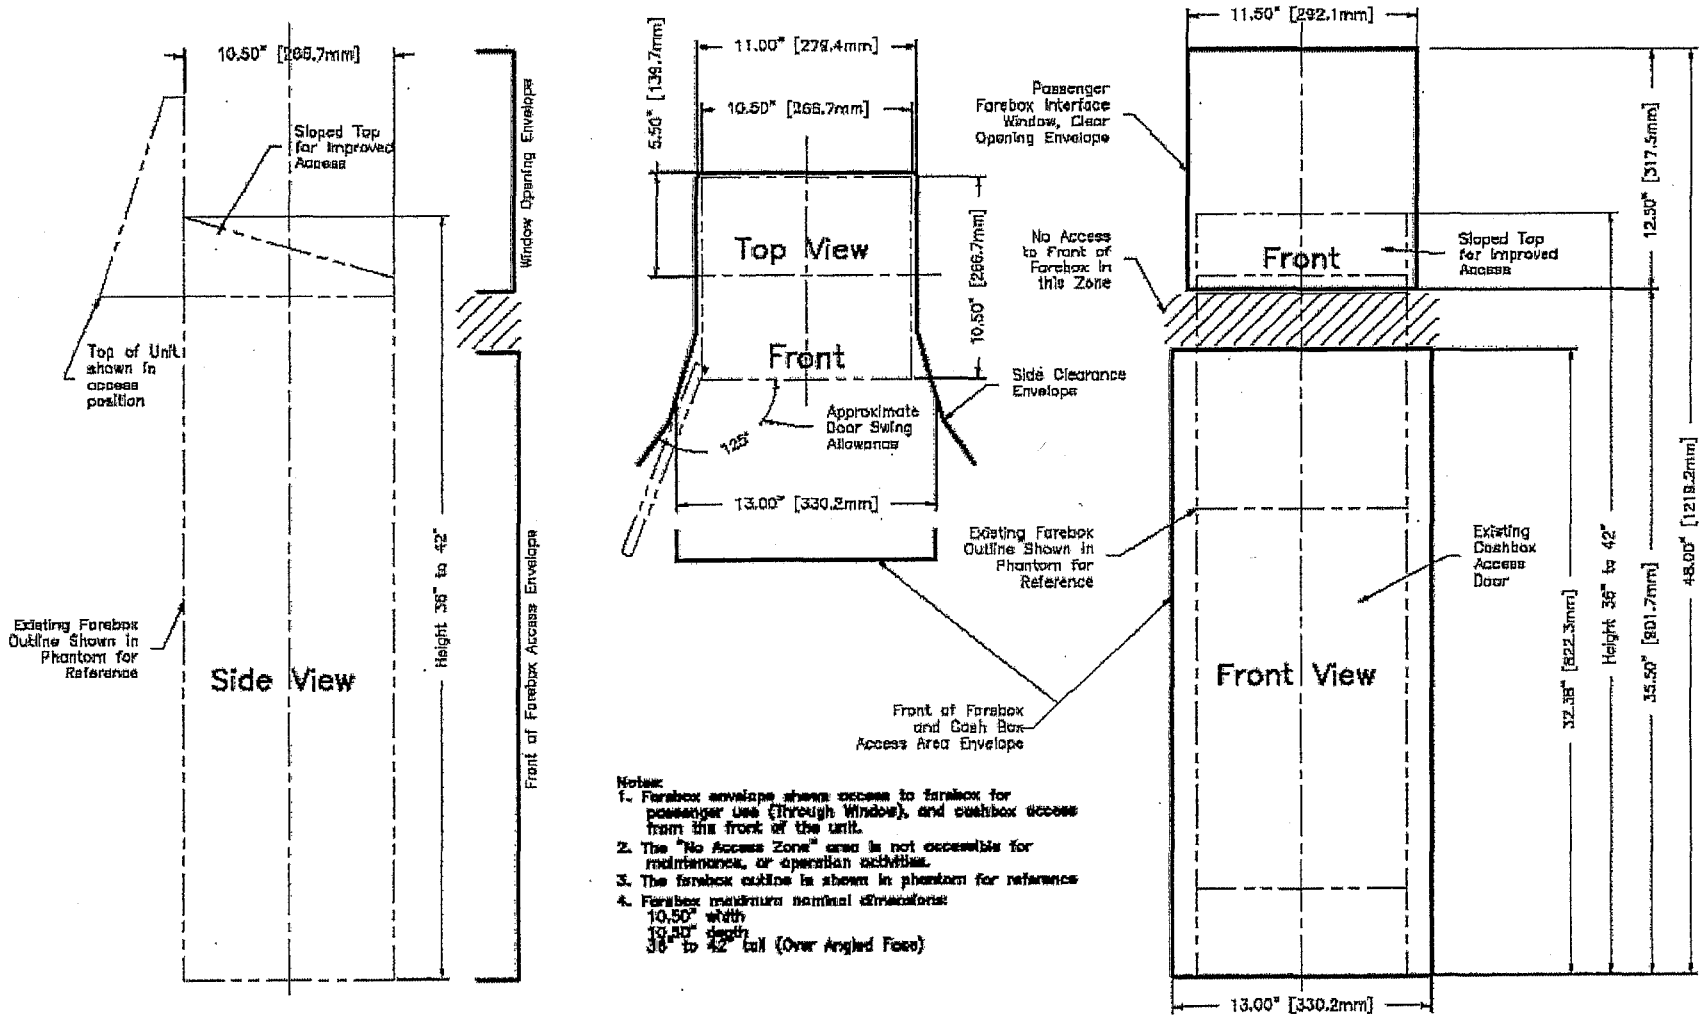 10.50" [266.7mm]
Sloped Top
for Improved
Access
Window Opening Envelope
Top of Unit
shown in
access
position
Height 36" to 42"
Front of Farebox Access Envelope
Existing Farebox
Outline Shown in
Phantom for
Reference
Side View
11.00" [279.4mm]
5.50" [139.7mm]
10.50" [266.7mm]
Top View
10.50" [266.7mm]
Front
Side Clearance
Envelope
Approximate
Door Swing
Allowance
125°
13.00" [330.2mm]
11.50" [292.1mm]
Passenger
Farebox Interface
Window, Clear
Opening Envelope
No Access
to Front of
Farebox in
this Zone
Front
Sloped Top
for Improved
Access
12.50" [317.5mm]
Existing Farebox
Outline Shown in
Phantom for
Reference
Existing
Cashbox
Access
Door
Front View
32.38" [822.3mm]
Height 36" to 42"
35.50" [901.7mm]
48.00" [1219.2mm]
Front of Farebox
and Cash Box
Access Area Envelope
13.00" [330.2mm]
Notes:
1. Farebox envelope shows access to farebox for
passenger use (Through Window), and cashbox access
from the front of the unit.
2. The "No Access Zone" area is not accessible for
maintenance, or operation activities.
3. The farebox outline is shown in phantom for reference
4. Farebox maximum nominal dimensions:
10.50" width
10.50" depth
36" to 42" tall (Over Angled Face)